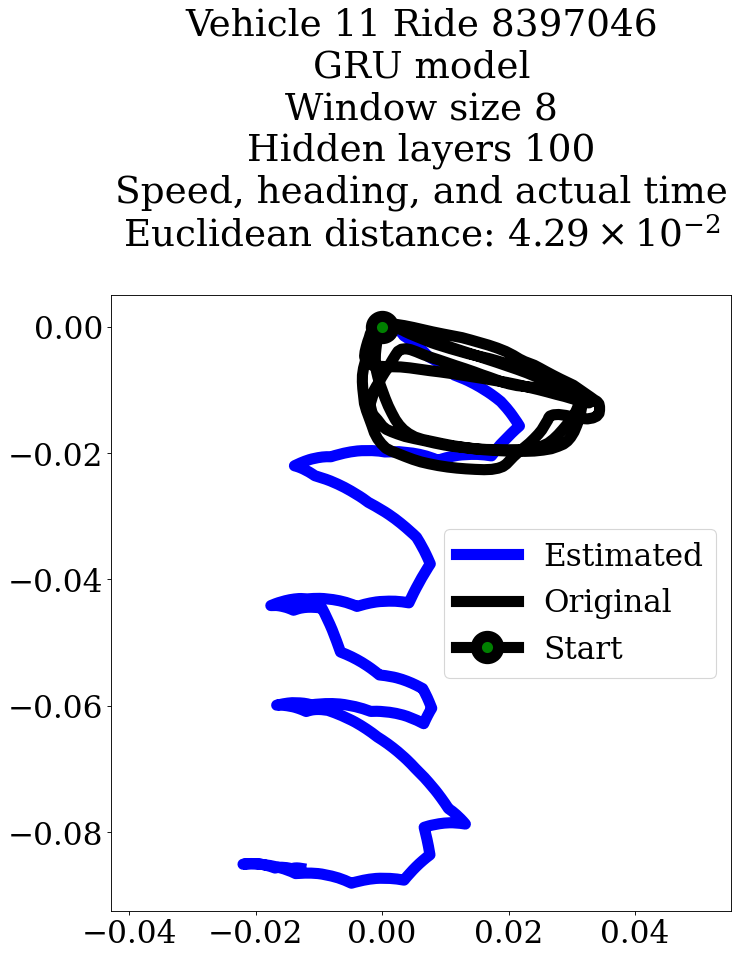 Vehicle 11 Ride 8397046
GRU model
Window size 8
Hidden layers 100
Speed, heading, and actual time
Euclidean distance: 4.29 × 10⁻²
0.00
−0.02
−0.04
−0.06
−0.08
Estimated
Original
Start
−0.04 −0.02 0.00 0.02 0.04